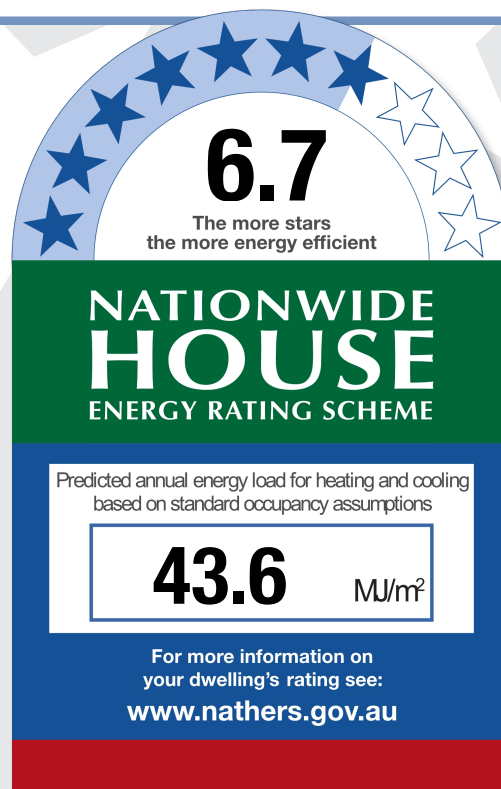 6.7
The more stars
the more energy efficient
NATIONWIDE
HOUSE
ENERGY RATING SCHEME
Predicted annual energy load for heating and cooling
based on standard occupancy assumptions
43.6 MJ/m²
For more information on
your dwelling's rating see:
www.nathers.gov.au